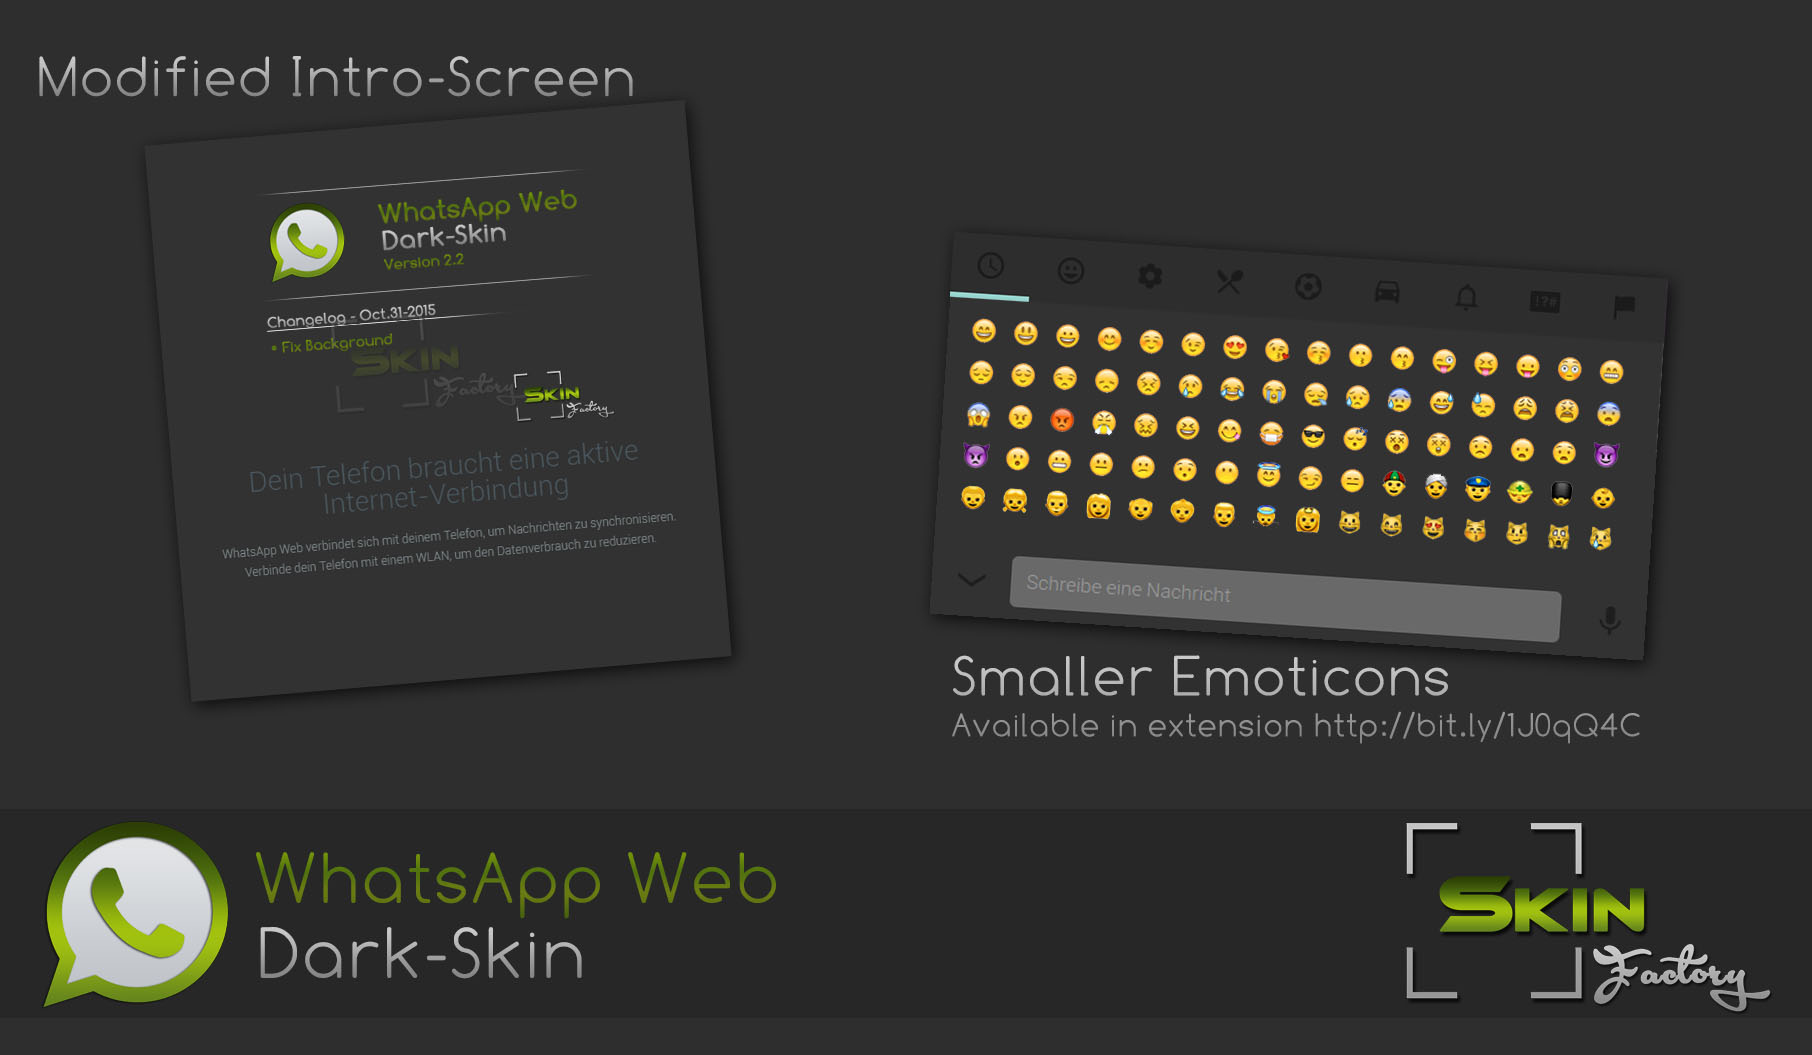 Modified Intro-Screen
WhatsApp Web
Dark-Skin
Version 2.2
Changelog - Oct.31-2015
• Fix Background
Skin
Factory
Skin
Factory
Dein Telefon braucht eine aktive
Internet-Verbindung
WhatsApp Web verbindet sich mit deinem Telefon, um Nachrichten zu synchronisieren.
Verbinde dein Telefon mit einem WLAN, um den Datenverbrauch zu reduzieren.
!?#
Schreibe eine Nachricht
Smaller Emoticons
Available in extension http://bit.ly/1J0qQ4C
WhatsApp Web
Dark-Skin
Skin
Factory